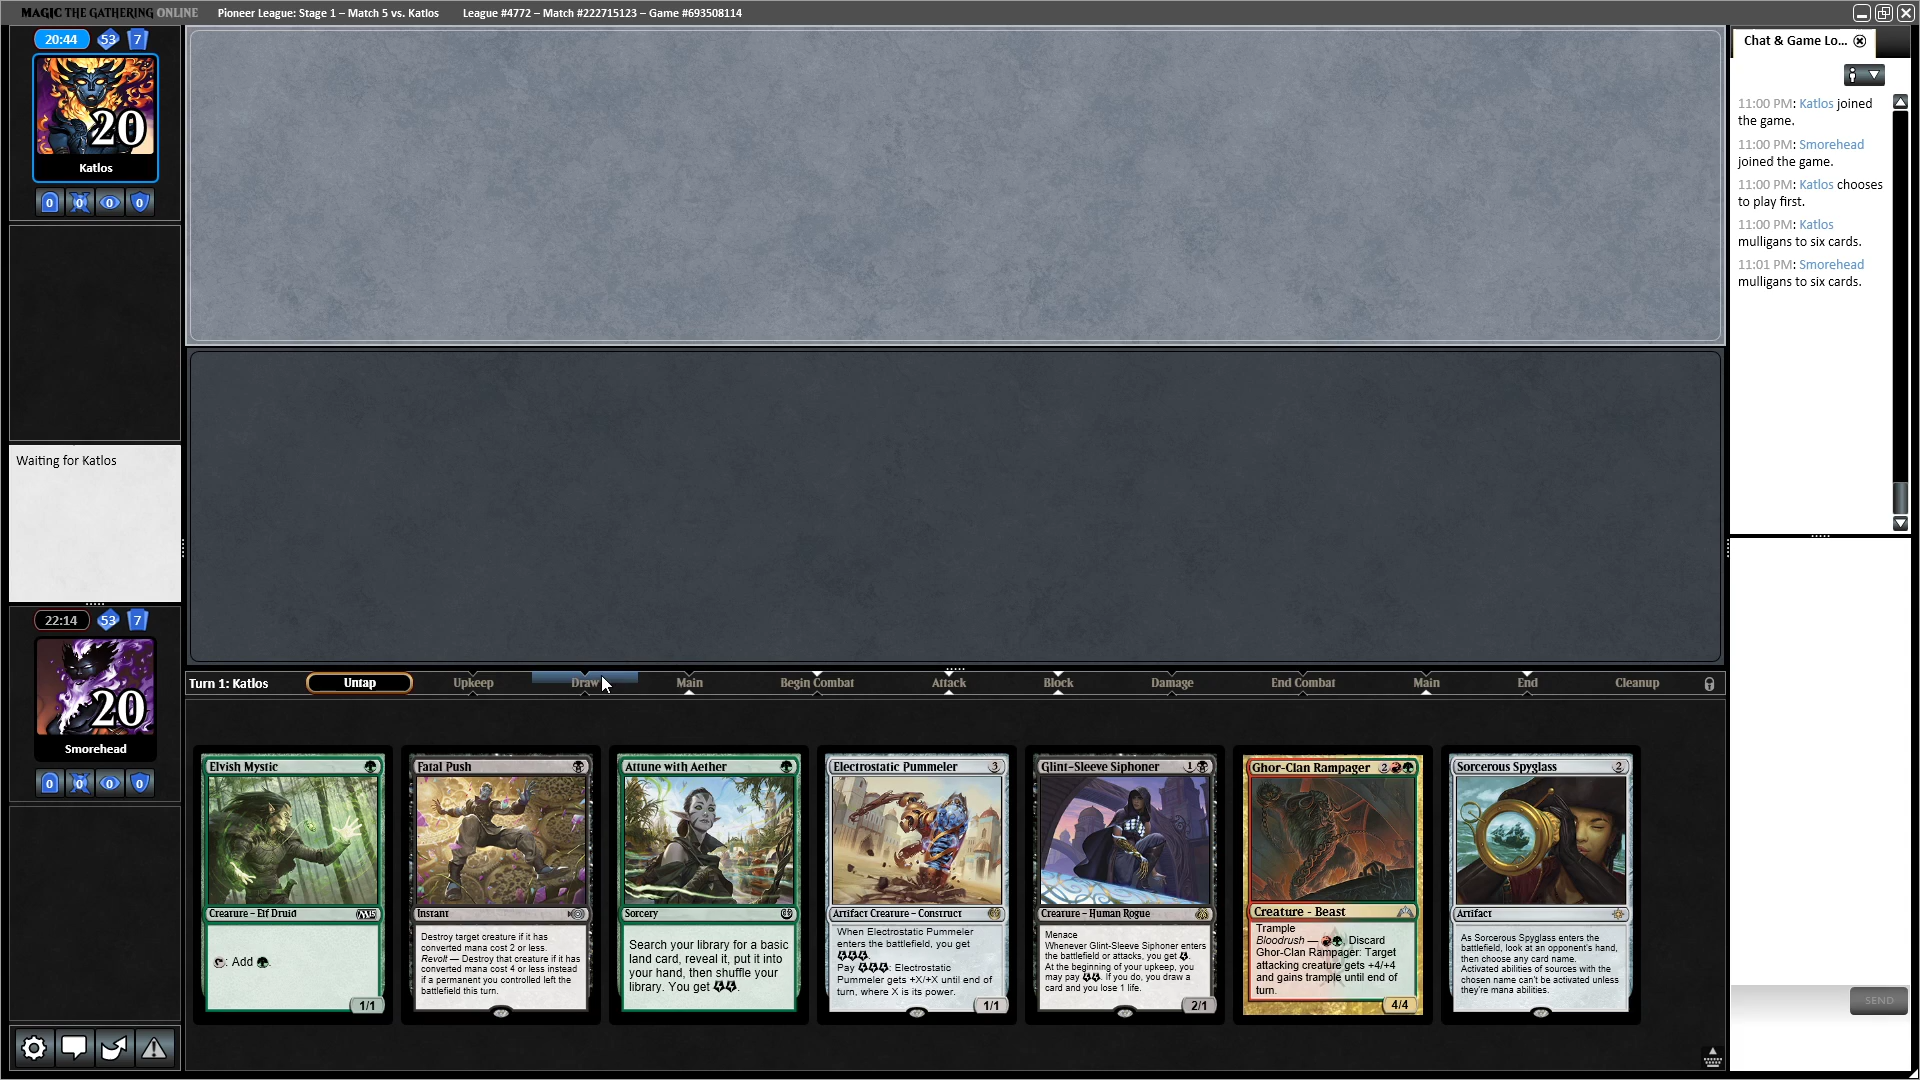 MAGIC THE GATHERING ONLINE
Pioneer League: Stage 1 – Match 5 vs. Katlos
League #4772 – Match #222715123 – Game #693508114
20:44
53
7
20
Katlos
0
0
0
0
Waiting for Katlos
22:14
53
7
20
Smorehead
0
0
0
0
Turn 1: Katlos
Untap
Upkeep
Draw
Main
Begin Combat
Attack
Block
Damage
End Combat
Main
End
Cleanup
Elvish Mystic
Creature – Elf Druid
M15
: Add .
1/1
Fatal Push
Instant
Destroy target creature if it has
converted mana cost 2 or less.
Revolt — Destroy that creature if it has
converted mana cost 4 or less instead
if a permanent you controlled left the
battlefield this turn.
Attune with Aether
Sorcery
Search your library for a basic
land card, reveal it, put it into
your hand, then shuffle your
library. You get .
Electrostatic Pummeler
3
Artifact Creature – Construct
When Electrostatic Pummeler
enters the battlefield, you get
.
Pay : Electrostatic
Pummeler gets +X/+X until end of
turn, where X is its power.
1/1
Glint-Sleeve Siphoner
1
Creature – Human Rogue
Menace
Whenever Glint-Sleeve Siphoner enters
the battlefield or attacks, you get .
At the beginning of your upkeep, you
may pay . If you do, you draw a
card and you lose 1 life.
2/1
Ghor-Clan Rampager
2
Creature - Beast
Trample
Bloodrush — , Discard
Ghor-Clan Rampager: Target
attacking creature gets +4/+4
and gains trample until end of
turn.
4/4
Sorcerous Spyglass
2
Artifact
As Sorcerous Spyglass enters the
battlefield, look at an opponent's hand,
then choose any card name.
Activated abilities of sources with the
chosen name can't be activated unless
they're mana abilities.
Chat & Game Lo...
11:00 PM: Katlos joined
the game.
11:00 PM: Smorehead
joined the game.
11:00 PM: Katlos chooses
to play first.
11:00 PM: Katlos
mulligans to six cards.
11:01 PM: Smorehead
mulligans to six cards.
SEND